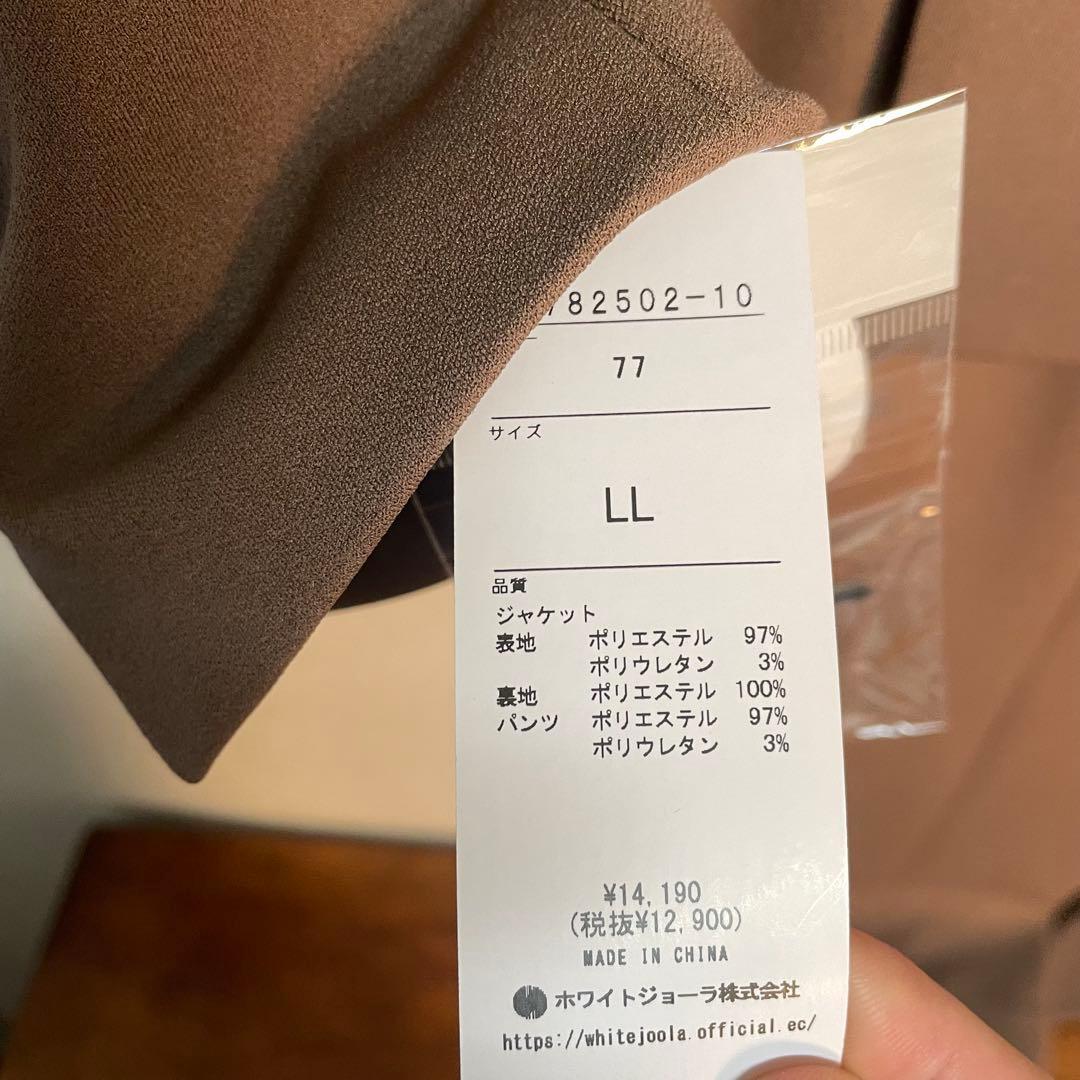 782502-10
77
サイズ
LL
品質
ジャケット
表地 ポリエステル 97%
ポリウレタン 3%
裏地 ポリエステル 100%
パンツ ポリエステル 97%
ポリウレタン 3%
¥14,190
(税抜¥12,900)
MADE IN CHINA
ホワイトジョーラ株式会社
https://whitejoola.official.ec/